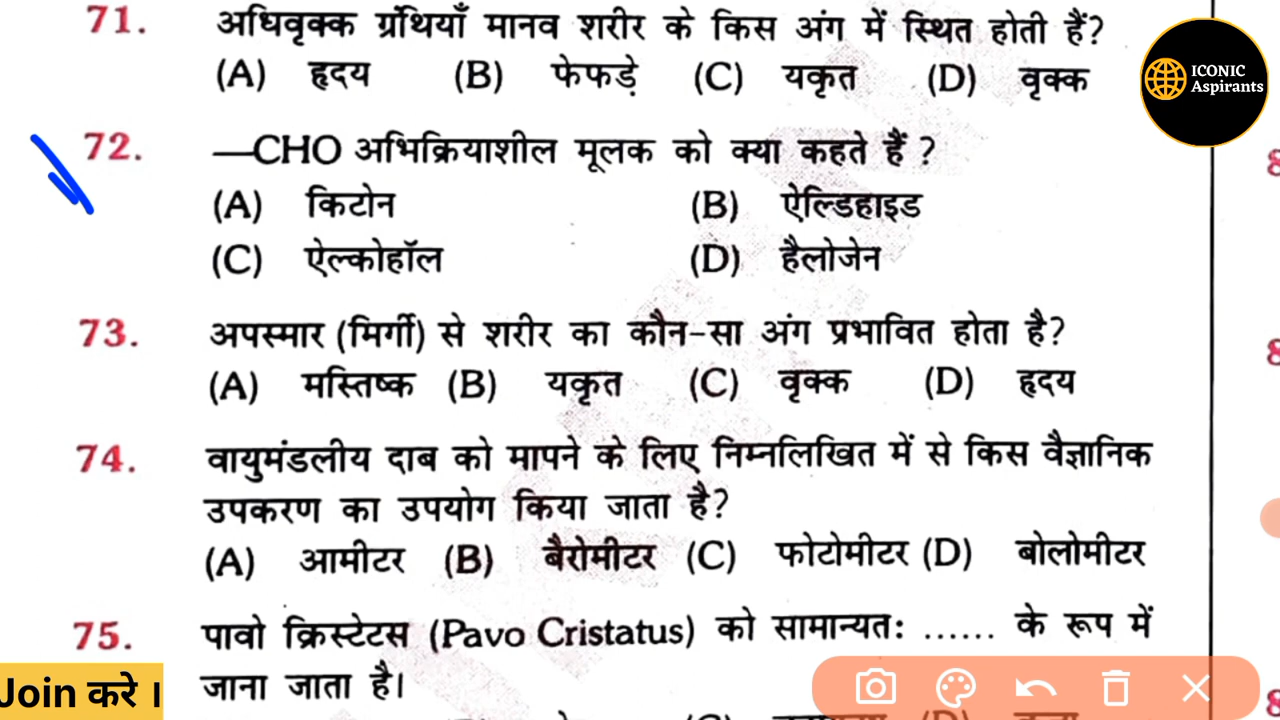 71. अधिवृक्क ग्रंथियाँ मानव शरीर के किस अंग में स्थित होती हैं?
(A) हृदय (B) फेफड़े (C) यकृत (D) वृक्क
ICONIC
Aspirants
72. —CHO अभिक्रियाशील मूलक को क्या कहते हैं ?
(A) किटोन (B) ऐल्डिहाइड
(C) ऐल्कोहॉल (D) हैलोजेन
73. अपस्मार (मिर्गी) से शरीर का कौन-सा अंग प्रभावित होता है?
(A) मस्तिष्क (B) यकृत (C) वृक्क (D) हृदय
74. वायुमंडलीय दाब को मापने के लिए निम्नलिखित में से किस वैज्ञानिक
उपकरण का उपयोग किया जाता है?
(A) आमीटर (B) बैरोमीटर (C) फोटोमीटर (D) बोलोमीटर
75. पावो क्रिस्टेटस (Pavo Cristatus) को सामान्यतः ...... के रूप में
जाना जाता है।
Join करे ।